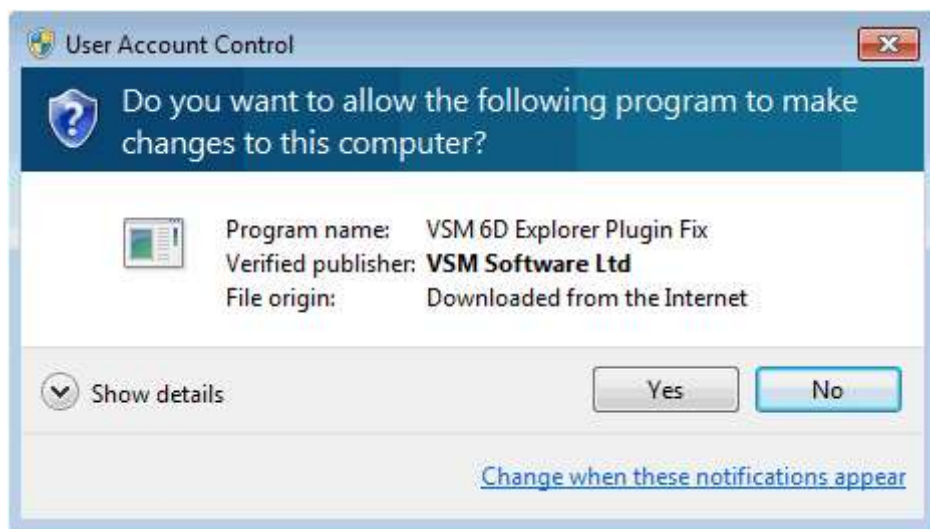 User Account Control
Do you want to allow the following program to make
changes to this computer?
Program name: VSM 6D Explorer Plugin Fix
Verified publisher: VSM Software Ltd
File origin: Downloaded from the Internet
Show details
Yes
No
Change when these notifications appear